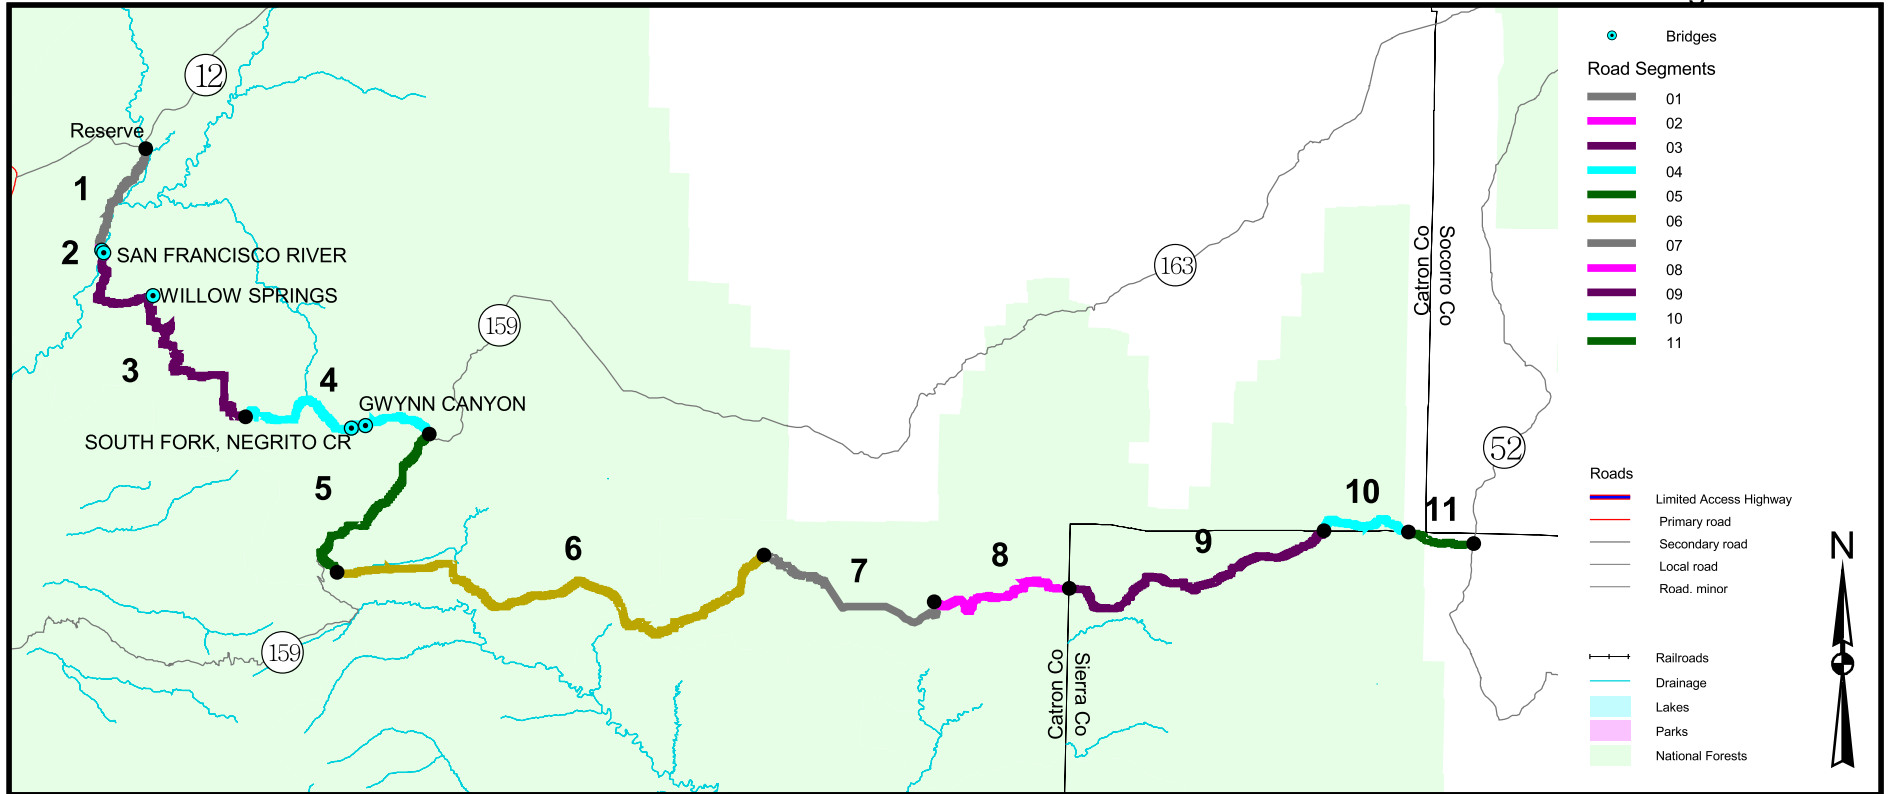 12
Reserve
1
2
SAN FRANCISCO RIVER
WILLOW SPRINGS
3
4
159
GWYNN CANYON
SOUTH FORK, NEGRITO CR
5
6
159
7
8
9
10
11
163
52
Catron Co
Socorro Co
Catron Co
Sierra Co
Bridges
Road Segments
01
02
03
04
05
06
07
08
09
10
11
Roads
Limited Access Highway
Primary road
Secondary road
Local road
Road. minor
Railroads
Drainage
Lakes
Parks
National Forests
N